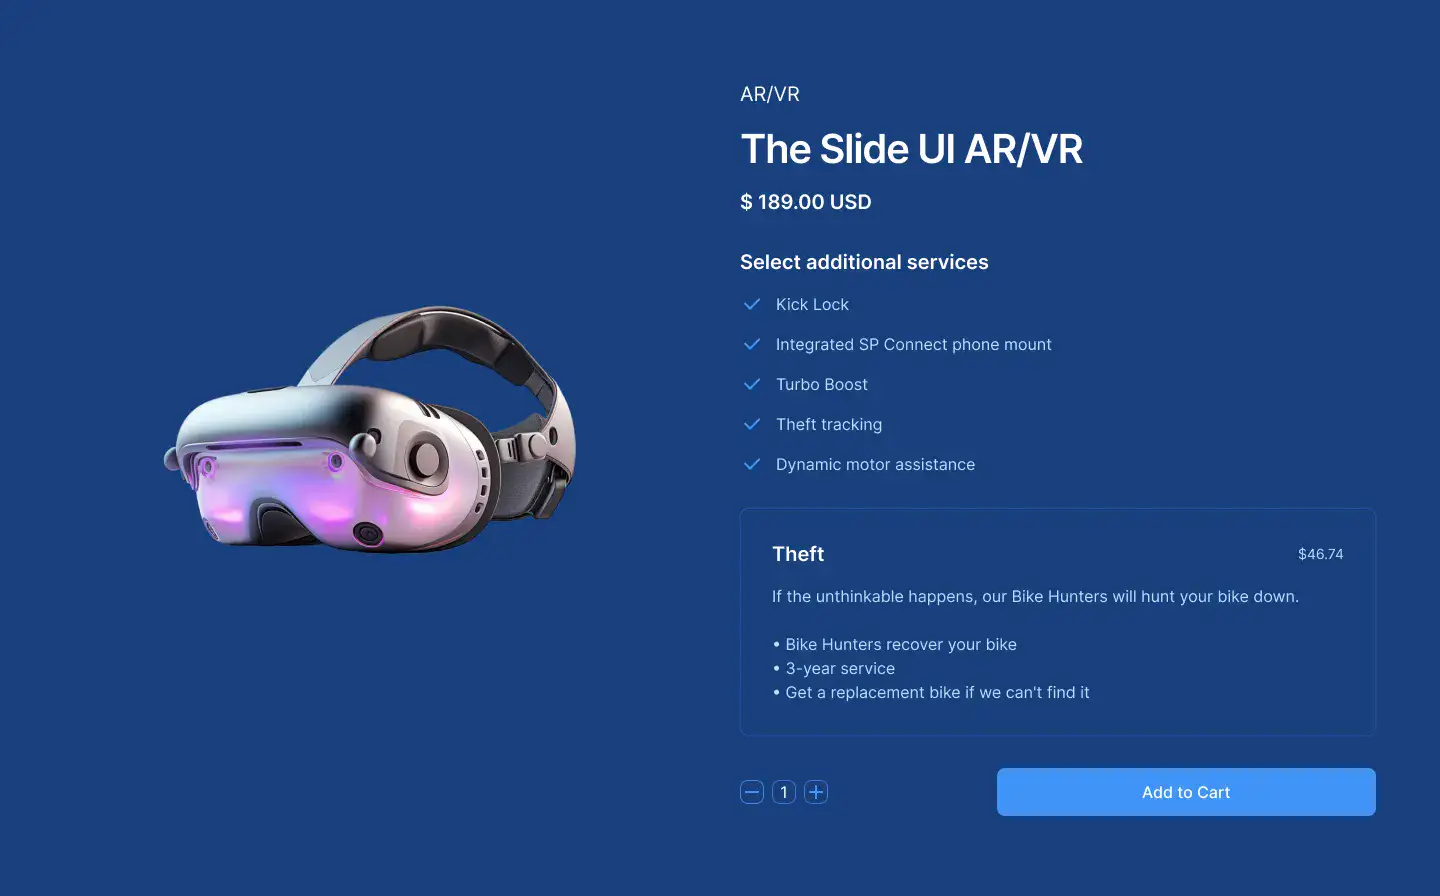 AR/VR
The Slide UI AR/VR
$ 189.00 USD
Select additional services
Kick Lock
Integrated SP Connect phone mount
Turbo Boost
Theft tracking
Dynamic motor assistance
Theft
$46.74
If the unthinkable happens, our Bike Hunters will hunt your bike down.
• Bike Hunters recover your bike
• 3-year service
• Get a replacement bike if we can't find it
1
Add to Cart